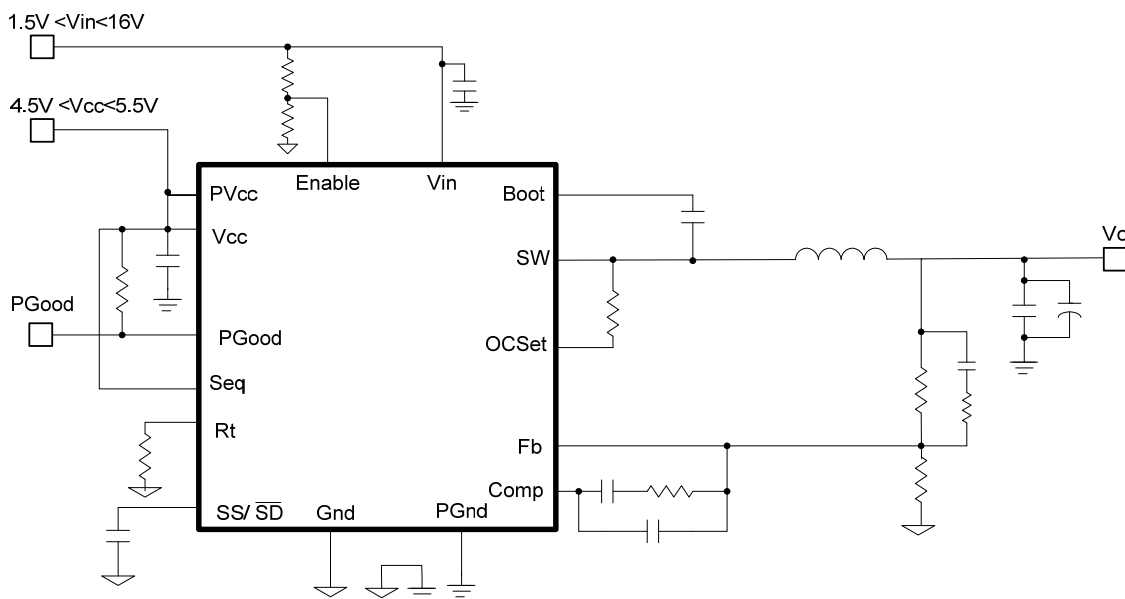 1.5V <Vin<16V
4.5V <Vcc<5.5V
Enable
Vin
PVcc
Boot
Vcc
SW
Vo
PGood
PGood
OCSet
Seq
Rt
Fb
Comp
SS/ SD
Gnd
PGnd